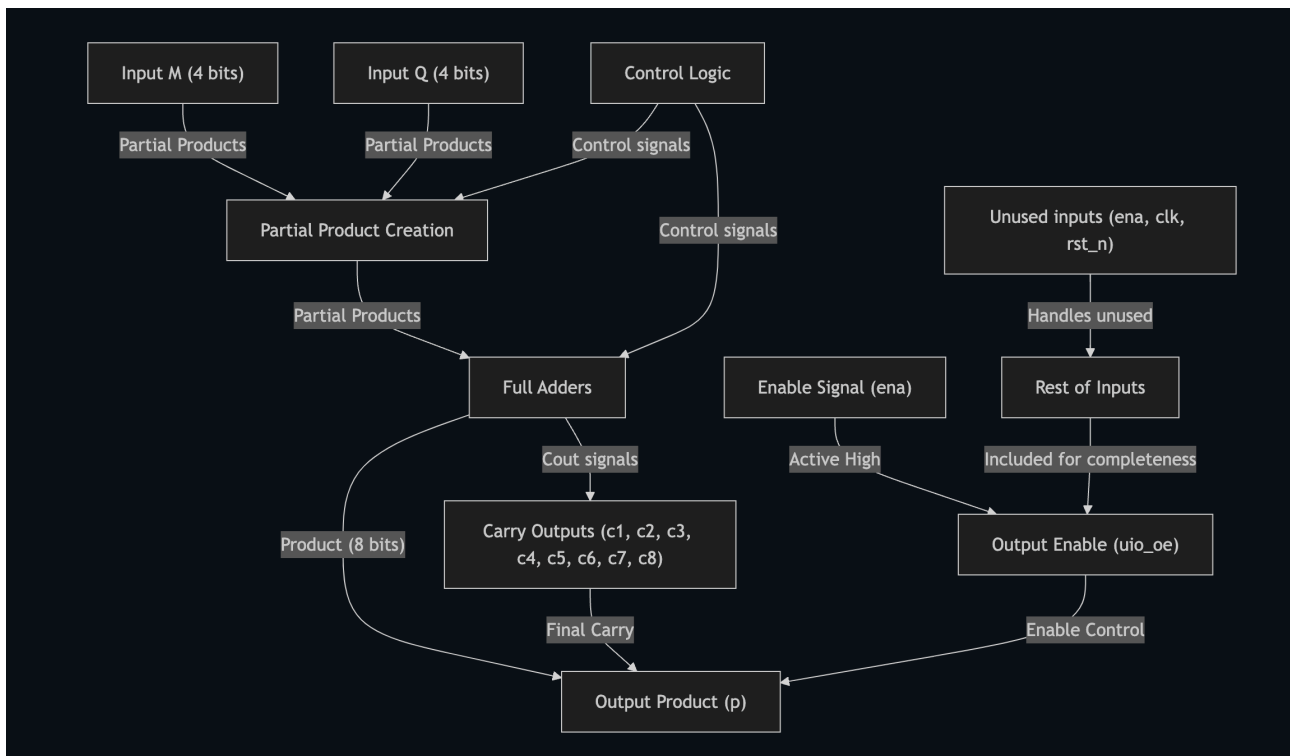 Input M (4 bits)
Input Q (4 bits)
Control Logic
Partial Products
Partial Products
Control signals
Partial Product Creation
Control signals
Unused inputs (ena, clk,
rst_n)
Partial Products
Handles unused
Full Adders
Enable Signal (ena)
Rest of Inputs
Cout signals
Active High
Included for completeness
Product (8 bits)
Carry Outputs (c1, c2, c3,
c4, c5, c6, c7, c8)
Output Enable (uio_oe)
Final Carry
Enable Control
Output Product (p)